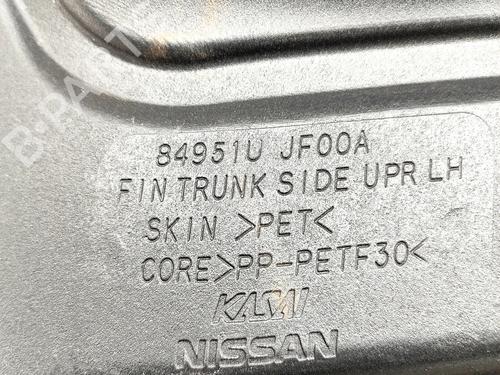 B-PARTS
84951U JF00A
FIN TRUNK SIDE UPR LH
SKIN >PET<
CORE>PP-PETF30<
KASAI
NISSAN